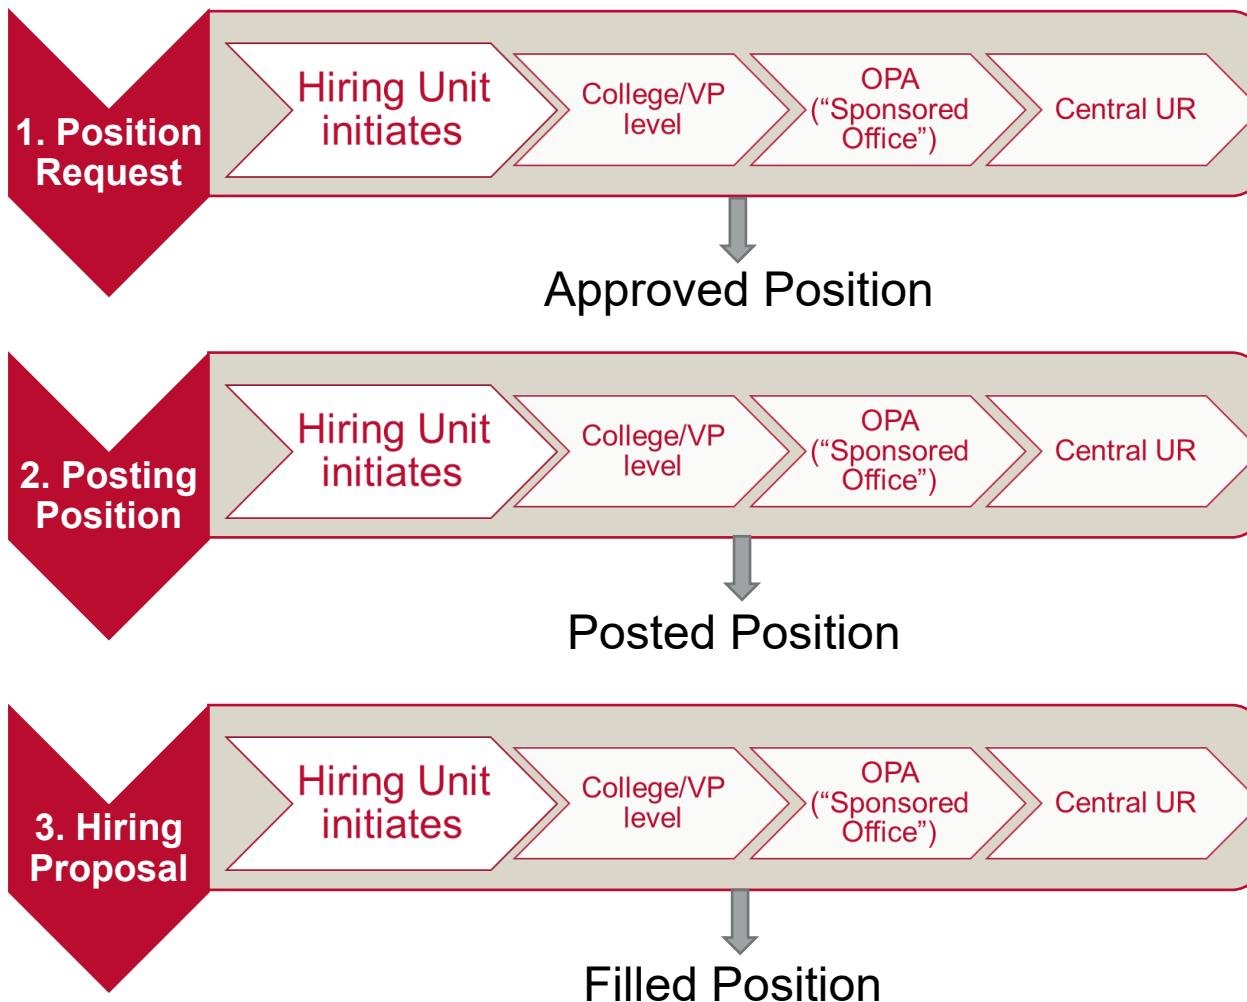 1. Position
Request
Hiring Unit
initiates
College/VP
level
OPA
(“Sponsored
Office”)
Central UR
Approved Position
2. Posting
Position
Hiring Unit
initiates
College/VP
level
OPA
(“Sponsored
Office”)
Central UR
Posted Position
3. Hiring
Proposal
Hiring Unit
initiates
College/VP
level
OPA
(“Sponsored
Office”)
Central UR
Filled Position